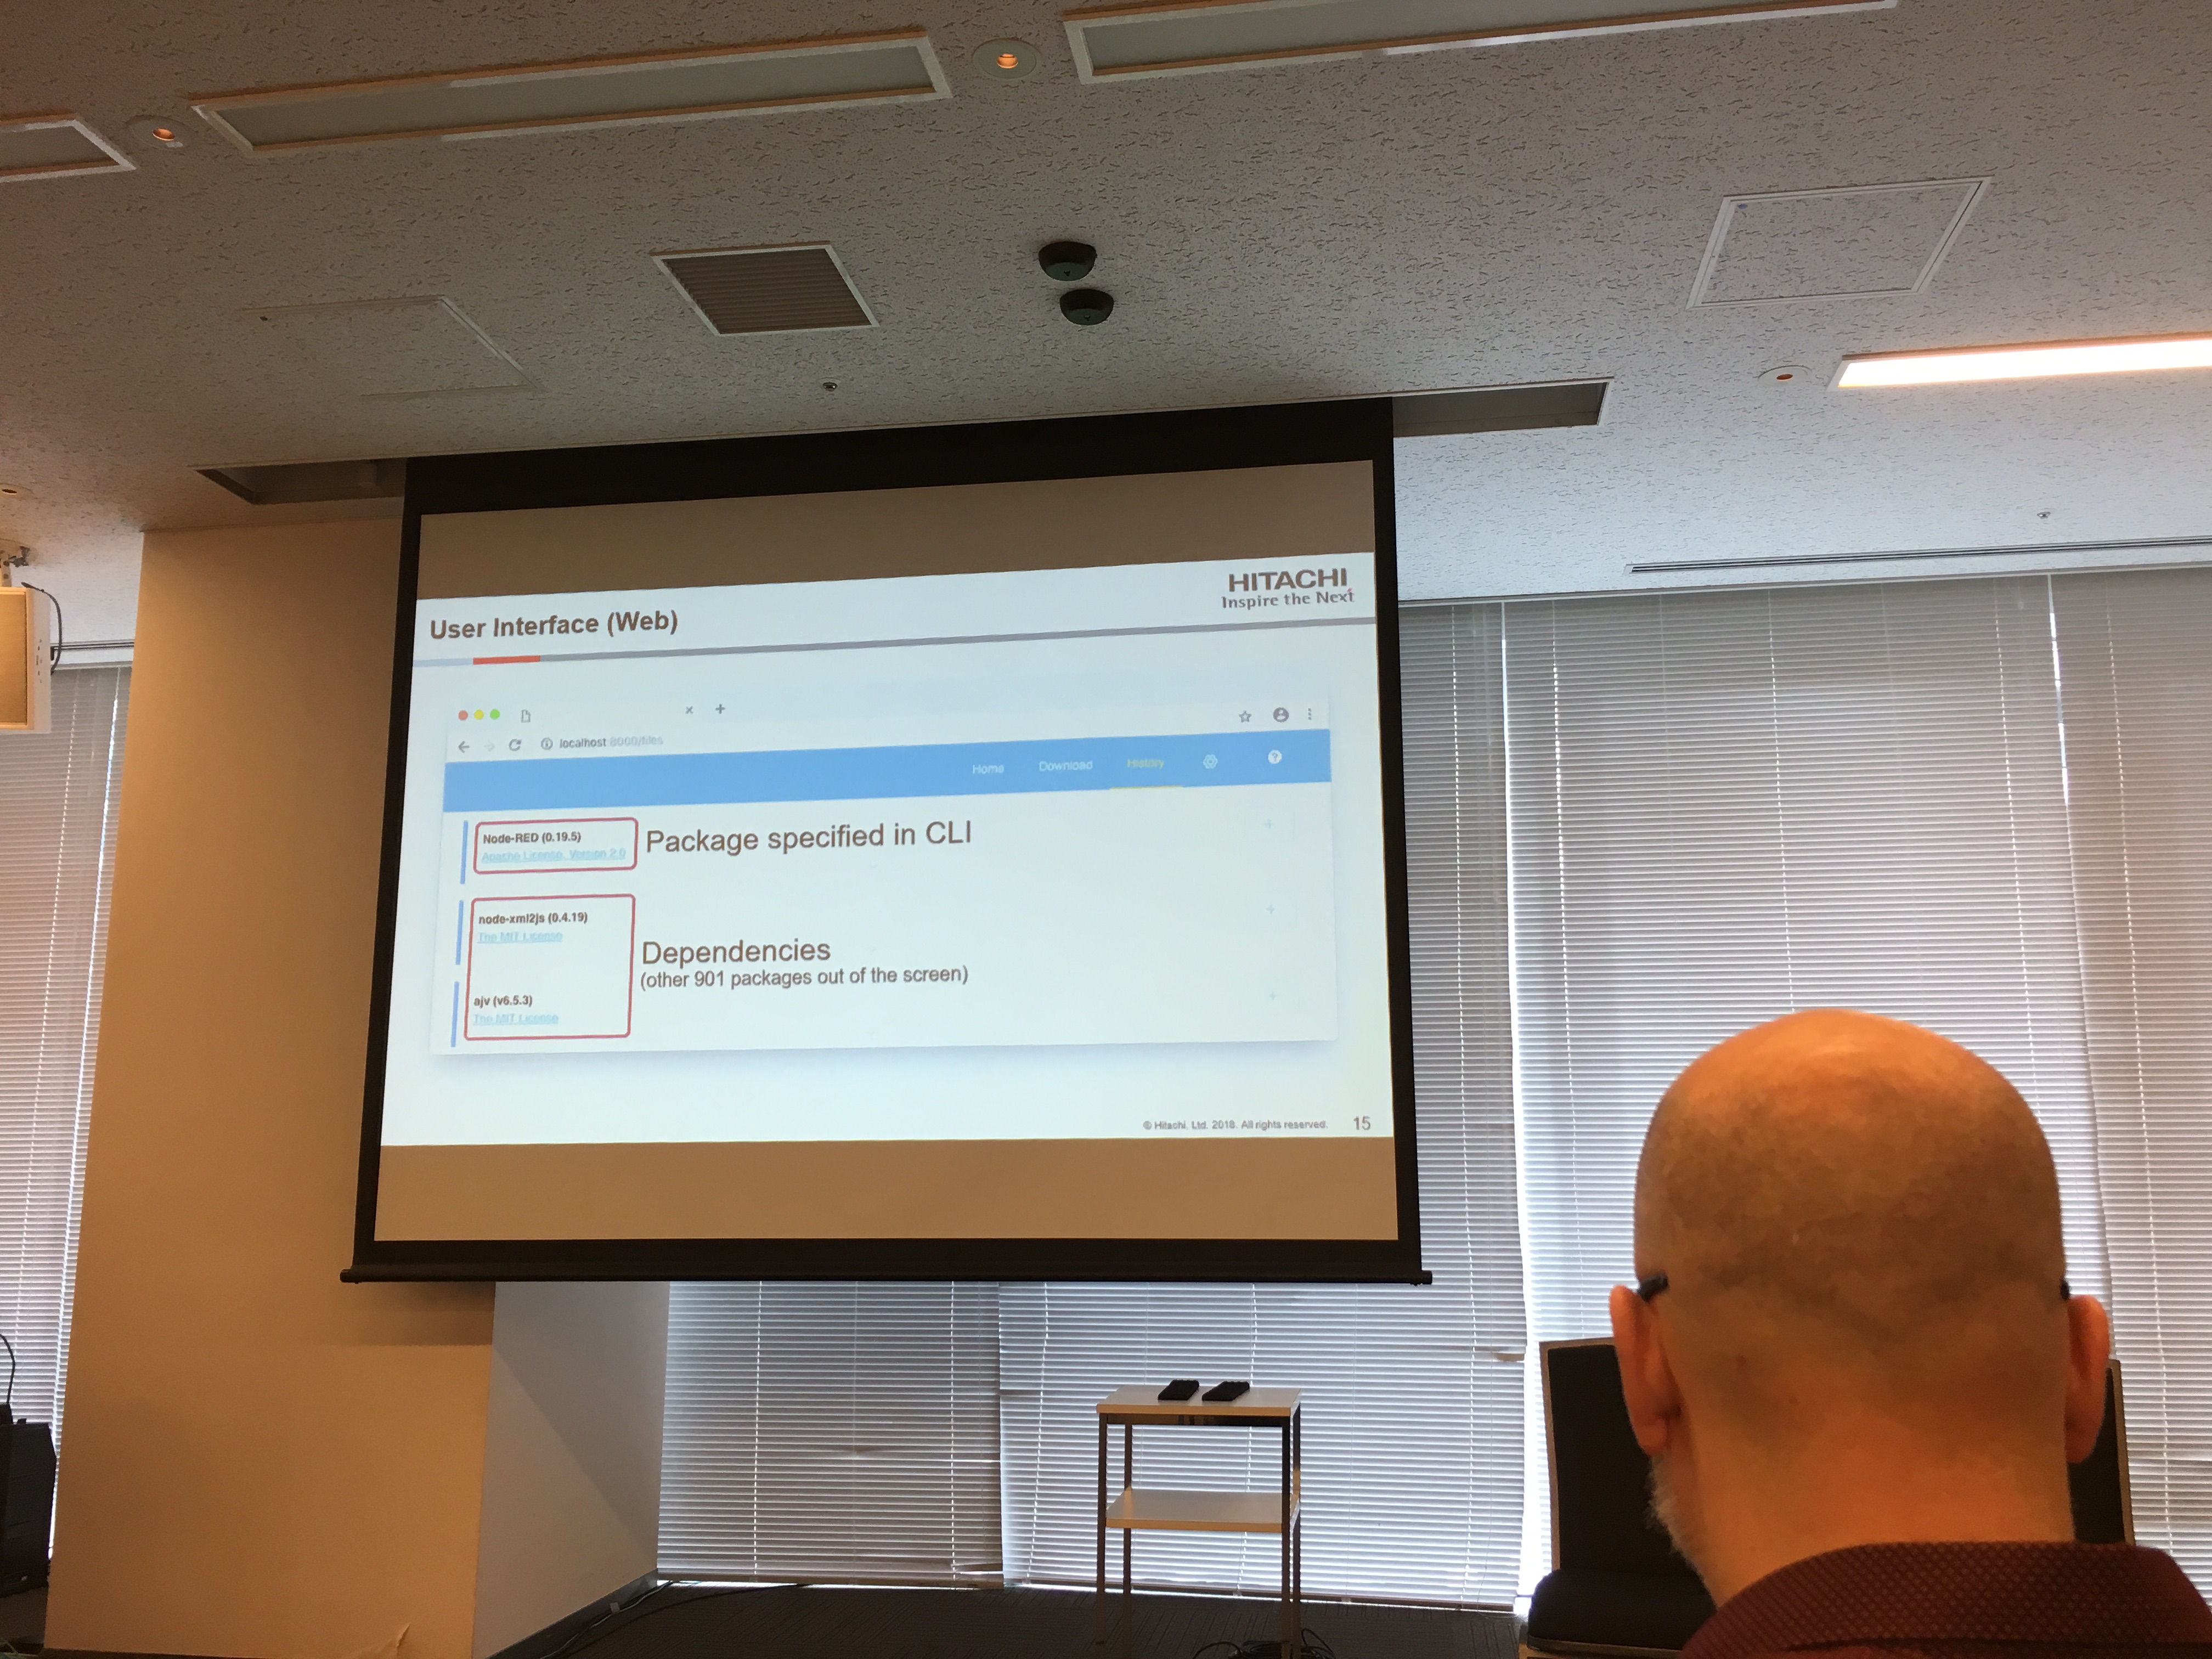 HITACHI
Inspire the Next
User Interface (Web)
localhost:8000/files
Home Download History
Node-RED (0.19.5)
Apache License, Version 2.0
Package specified in CLI
node-xml2js (0.4.19)
The MIT License
Dependencies
(other 901 packages out of the screen)
ajv (v6.5.3)
The MIT License
© Hitachi, Ltd. 2018. All rights reserved. 15